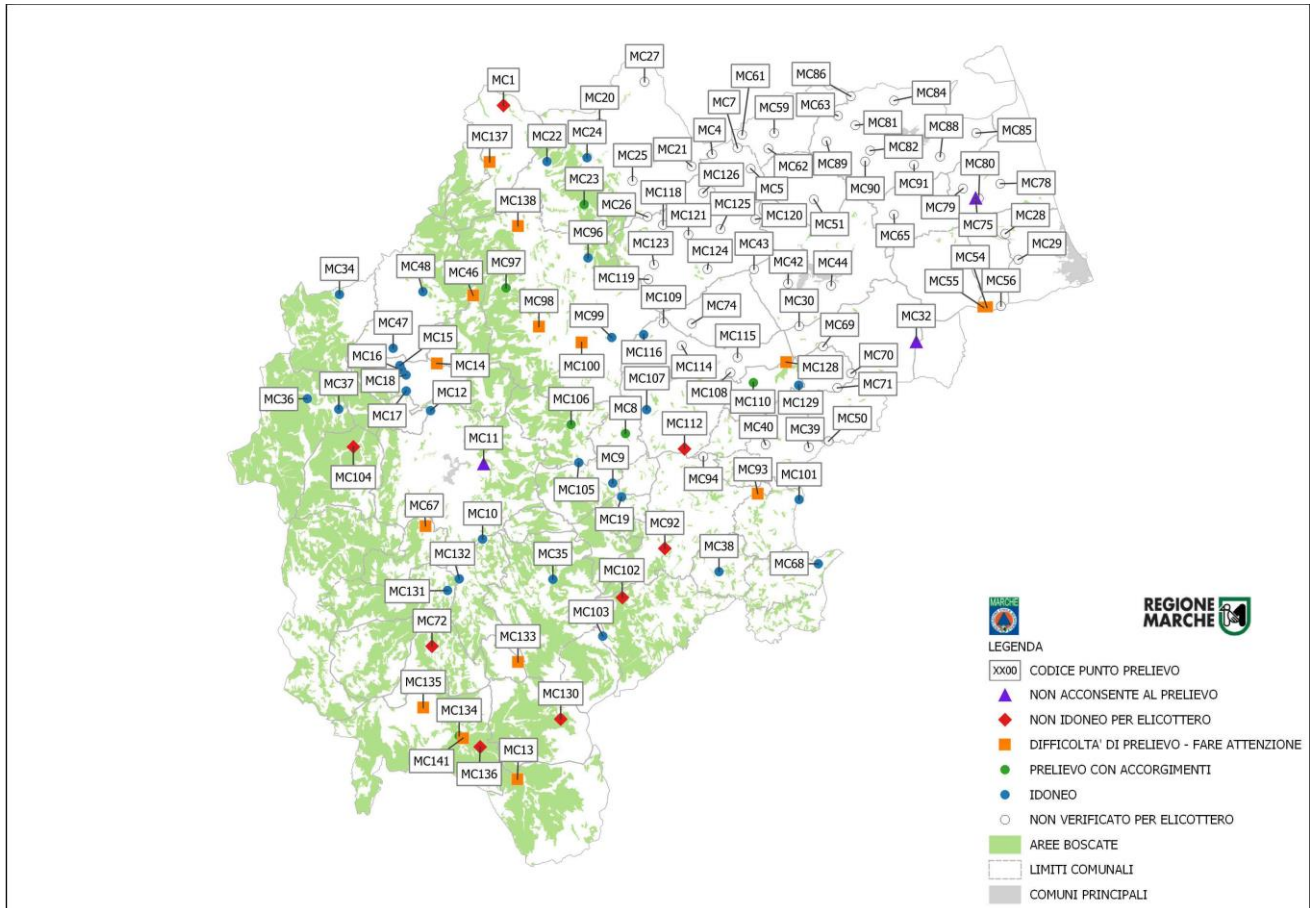 MC27
MC1
MC61
MC86
MC20
MC7
MC59
MC63
MC84
MC137
MC22
MC24
MC4
MC81
MC88
MC85
MC25
MC21
MC62
MC89
MC82
MC80
MC23
MC126
MC5
MC90
MC91
MC78
MC138
MC26
MC118
MC125
MC120
MC79
MC121
MC51
MC75
MC28
MC96
MC123
MC124
MC43
MC65
MC29
MC34
MC48
MC46
MC97
MC119
MC42
MC44
MC54
MC55
MC56
MC98
MC109
MC74
MC30
MC47
MC15
MC99
MC115
MC69
MC32
MC16
MC14
MC100
MC116
MC114
MC128
MC70
MC37
MC18
MC107
MC108
MC71
MC36
MC17
MC12
MC106
MC8
MC110
MC129
MC112
MC40
MC39
MC50
MC11
MC104
MC9
MC94
MC93
MC101
MC105
MC67
MC10
MC19
MC92
MC132
MC35
MC38
MC68
MC131
MC102
MC72
MC103
MC133
MC135
MC134
MC130
MC141
MC136
MC13
MARCHE
REGIONE
MARCHE
LEGENDA
XX00 CODICE PUNTO PRELIEVO
NON ACCONSENTE AL PRELIEVO
NON IDONEO PER ELICOTTERO
DIFFICOLTA' DI PRELIEVO - FARE ATTENZIONE
PRELIEVO CON ACCORGIMENTI
IDONEO
NON VERIFICATO PER ELICOTTERO
AREE BOSCATE
LIMITI COMUNALI
COMUNI PRINCIPALI